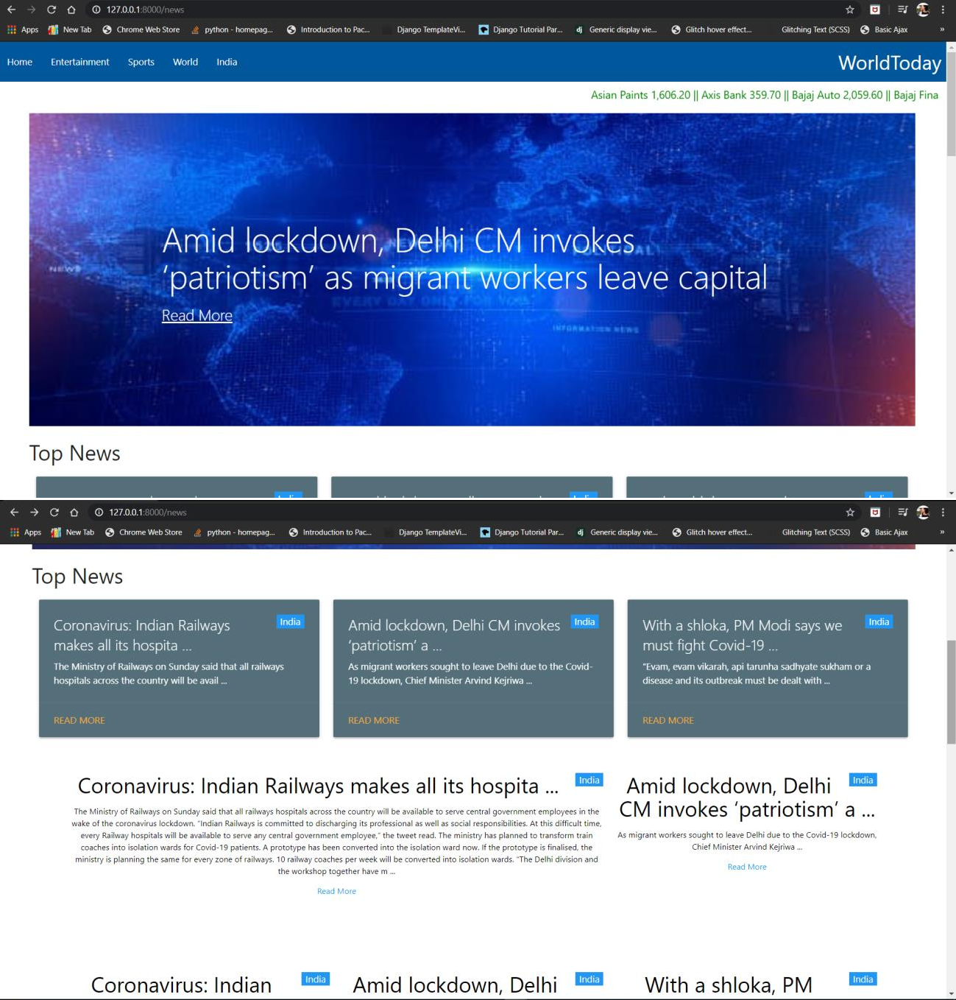 127.0.0.1:8000/news
Apps New Tab Chrome Web Store python - homepag... Introduction to Pac... Django TemplateVi... Django Tutorial Par... dj Generic display vie... Glitch hover effect... Glitching Text (SCSS) Basic Ajax »
Home Entertainment Sports World India WorldToday
Asian Paints 1,606.20 || Axis Bank 359.70 || Bajaj Auto 2,059.60 || Bajaj Fina
Amid lockdown, Delhi CM invokes
‘patriotism’ as migrant workers leave capital
NEWS
Read More
INFORMATION NEWS
Top News
127.0.0.1:8000/news
Apps New Tab Chrome Web Store python - homepag... Introduction to Pac... Django TemplateVi... Django Tutorial Par... dj Generic display vie... Glitch hover effect... Glitching Text (SCSS) Basic Ajax »
Top News
Coronavirus: Indian Railways
makes all its hospita ...
India
The Ministry of Railways on Sunday said that all railways
hospitals across the country will be avail ...
READ MORE
Amid lockdown, Delhi CM invokes
‘patriotism’ a ...
India
As migrant workers sought to leave Delhi due to the Covid-
19 lockdown, Chief Minister Arvind Kejriwa ...
READ MORE
With a shloka, PM Modi says we
must fight Covid-19 ...
India
"Evam, evam vikarah, api tarunha sadhyate sukham or a
disease and its outbreak must be dealt with ...
READ MORE
Coronavirus: Indian Railways makes all its hospita ...
India
The Ministry of Railways on Sunday said that all railways hospitals across the country will be available to serve central government employees in the
wake of the coronavirus lockdown. "Indian Railways is committed to discharging its professional as well as social responsibilities. At this difficult time,
every Railway hospitals will be available to serve any central government employee," the tweet read. The ministry has planned to transform train
coaches into isolation wards for Covid-19 patients. A prototype has been converted into the isolation ward now. If the prototype is finalised, the
ministry is planning the same for every zone of railways. 10 railway coaches per week will be converted into isolation wards. "The Delhi division and
the workshop together have m ...
Read More
Amid lockdown, Delhi
CM invokes ‘patriotism’ a ...
India
As migrant workers sought to leave Delhi due to the Covid-19 lockdown,
Chief Minister Arvind Kejriwa ...
Read More
Coronavirus: Indian
India
Amid lockdown, Delhi
India
With a shloka, PM
India